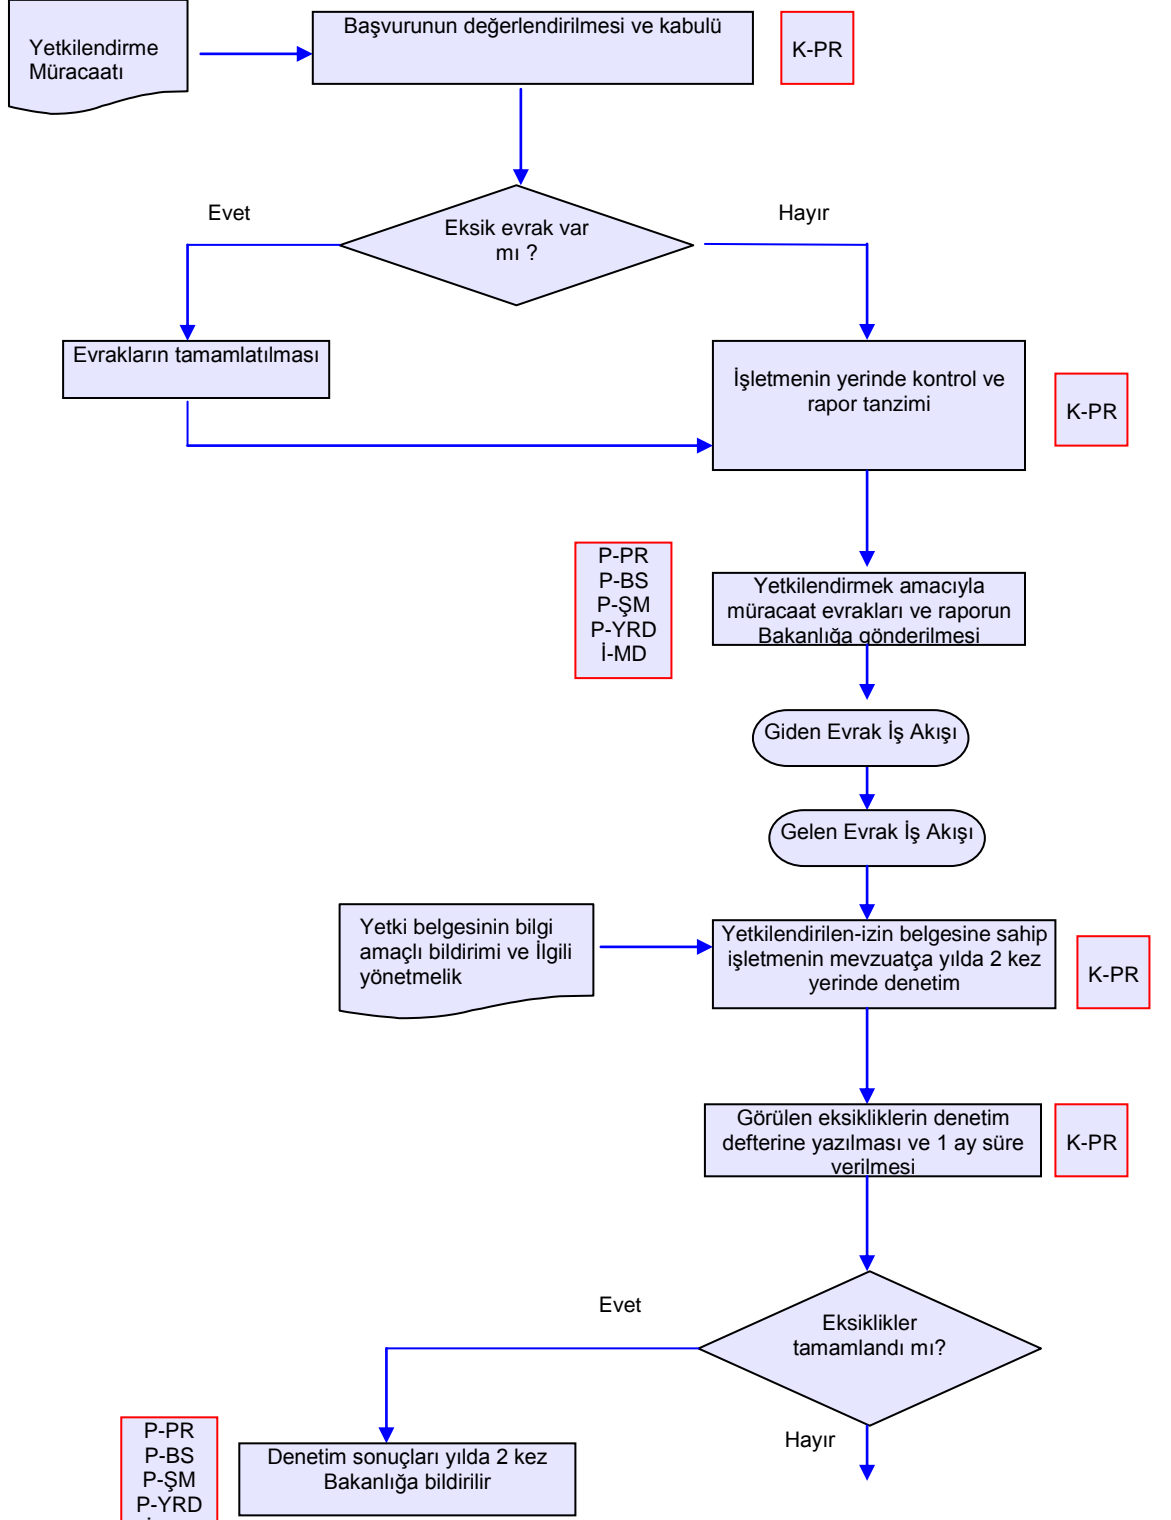 Yetkilendirme
Müracaatı
Başvurunun değerlendirilmesi ve kabulü
K-PR
Eksik evrak var
mı ?
Evet
Hayır
Evrakların tamamlatılması
İşletmenin yerinde kontrol ve
rapor tanzimi
K-PR
P-PR
P-BS
P-ŞM
P-YRD
İ-MD
Yetkilendirmek amacıyla
müracaat evrakları ve raporun
Bakanlığa gönderilmesi
Giden Evrak İş Akışı
Gelen Evrak İş Akışı
Yetki belgesinin bilgi
amaçlı bildirimi ve İlgili
yönetmelik
Yetkilendirilen-izin belgesine sahip
işletmenin mevzuatça yılda 2 kez
yerinde denetim
K-PR
Görülen eksikliklerin denetim
defterine yazılması ve 1 ay süre
verilmesi
K-PR
Eksiklikler
tamamlandı mı?
Evet
Hayır
P-PR
P-BS
P-ŞM
P-YRD
Denetim sonuçları yılda 2 kez
Bakanlığa bildirilir